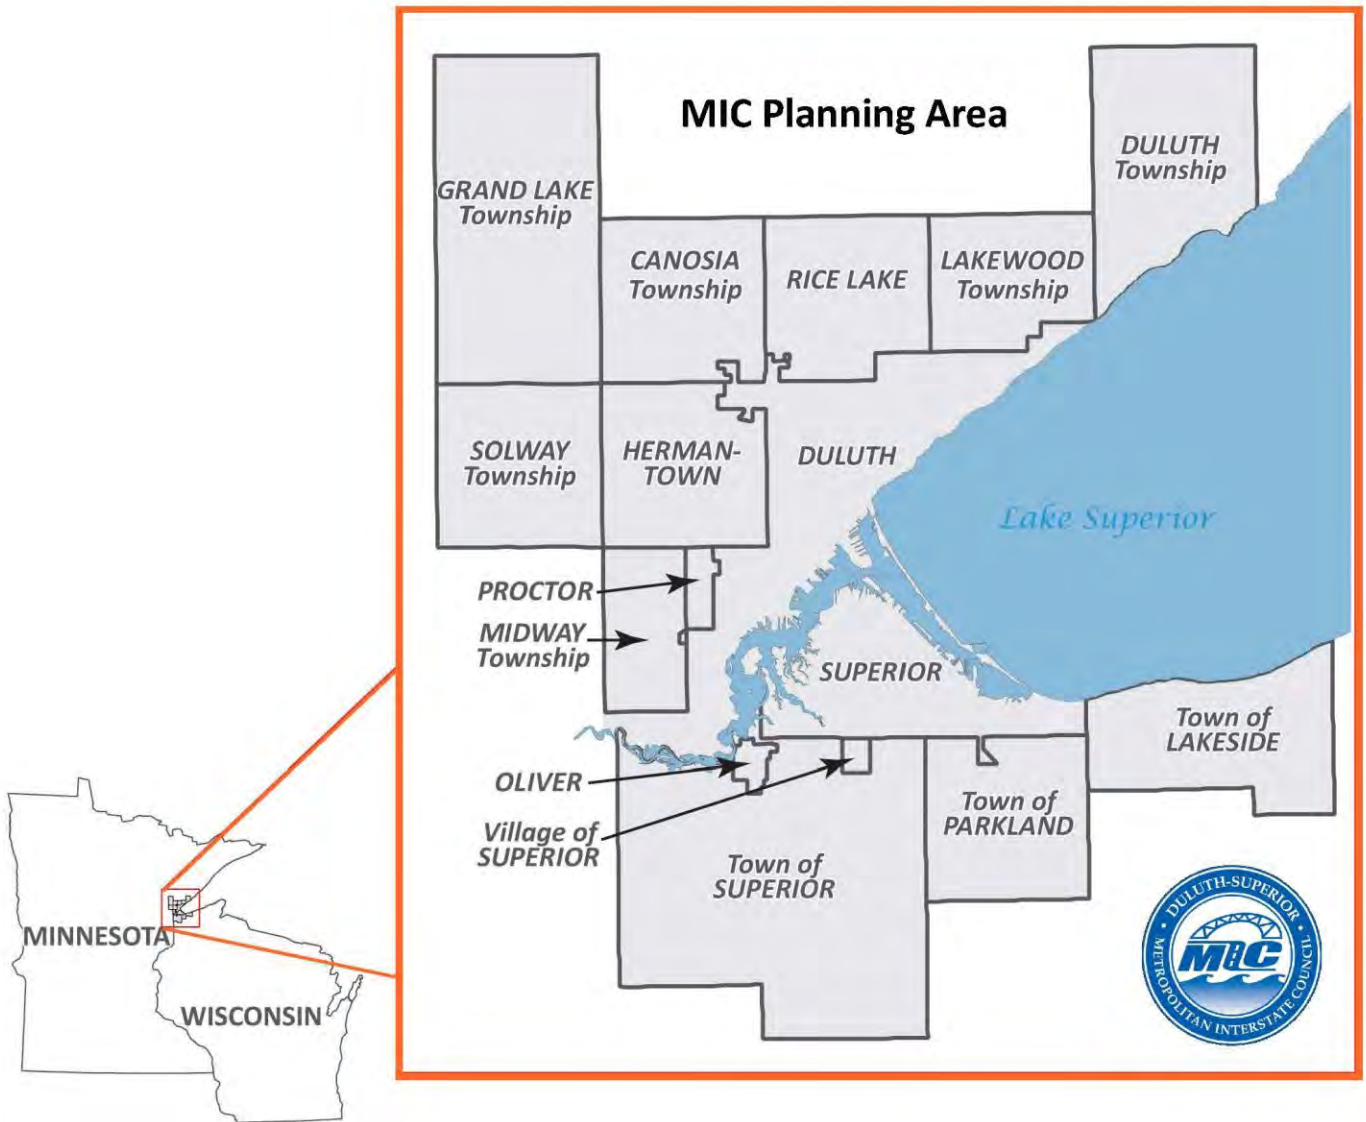 MIC Planning Area
DULUTH
Township
GRAND LAKE
Township
CANOSIA
Township
RICE LAKE
LAKEWOOD
Township
SOLWAY
Township
HERMAN-
TOWN
DULUTH
Lake Superior
PROCTOR
MIDWAY
Township
SUPERIOR
Town of
LAKESIDE
OLIVER
Village of
SUPERIOR
Town of
SUPERIOR
Town of
PARKLAND
MINNESOTA
WISCONSIN
DULUTH-SUPERIOR
MIC
METROPOLITAN INTERSTATE COUNCIL